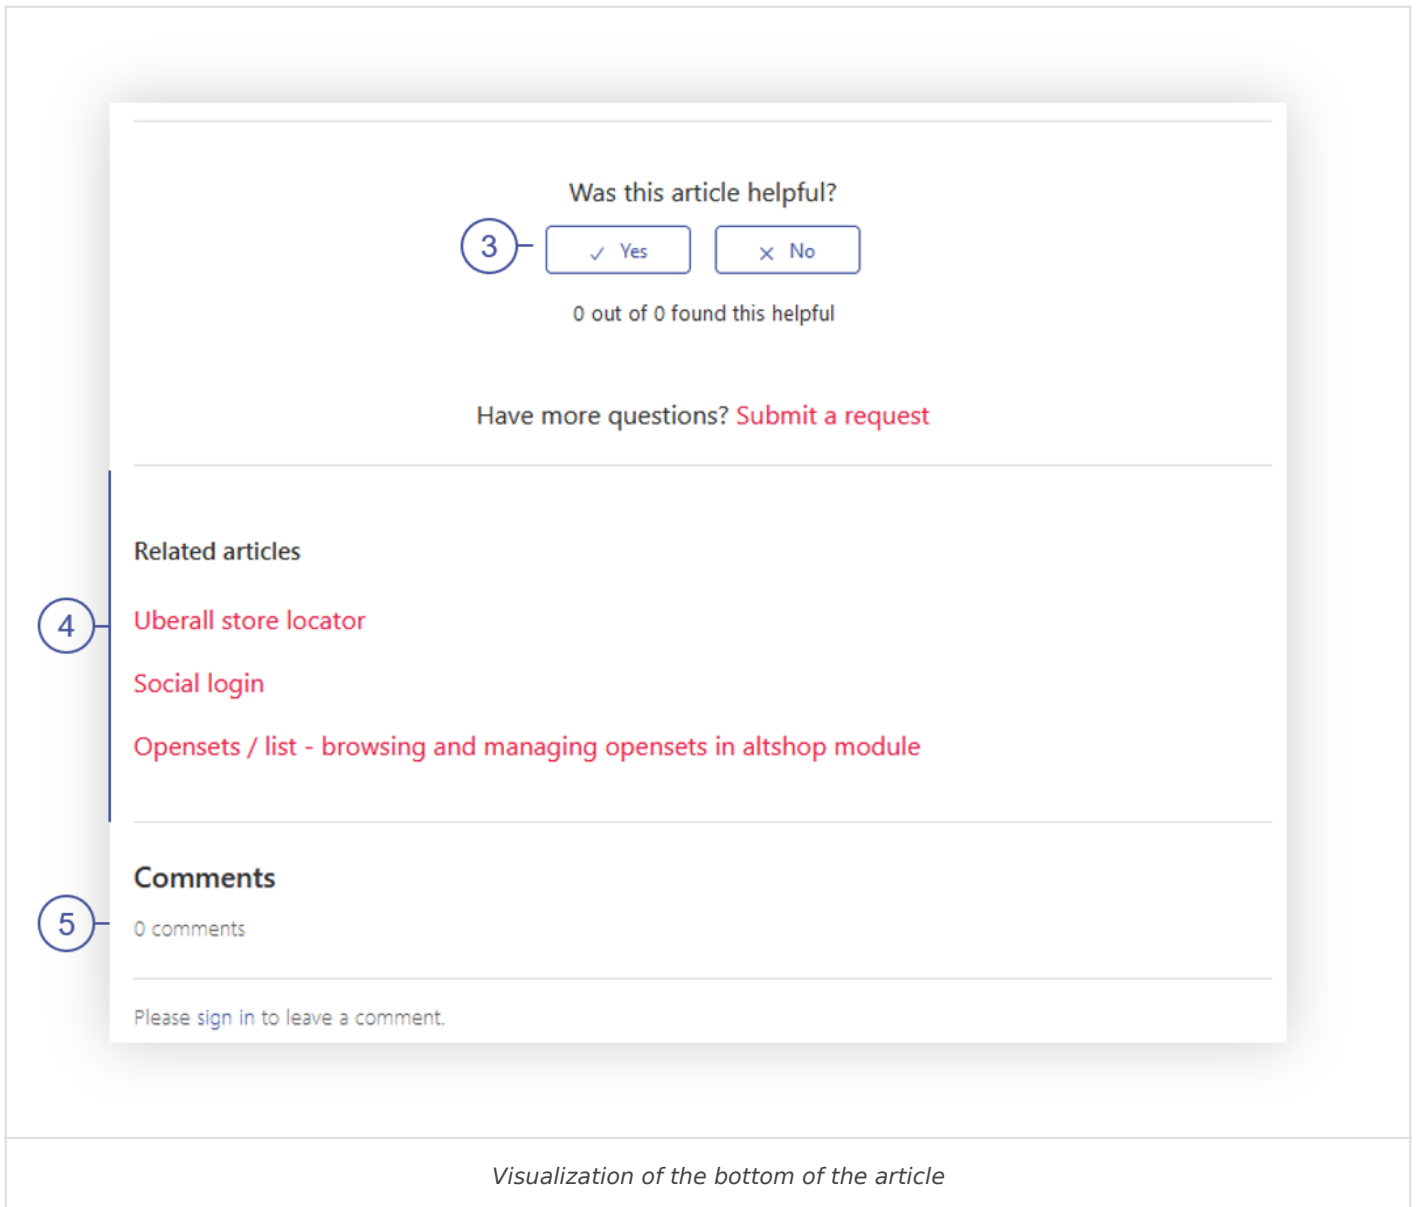 Was this article helpful?
3
✓ Yes
× No
0 out of 0 found this helpful
Have more questions? Submit a request
Related articles
4
Uberall store locator
Social login
Opensets / list - browsing and managing opensets in altshop module
Comments
5
0 comments
Please sign in to leave a comment.
Visualization of the bottom of the article